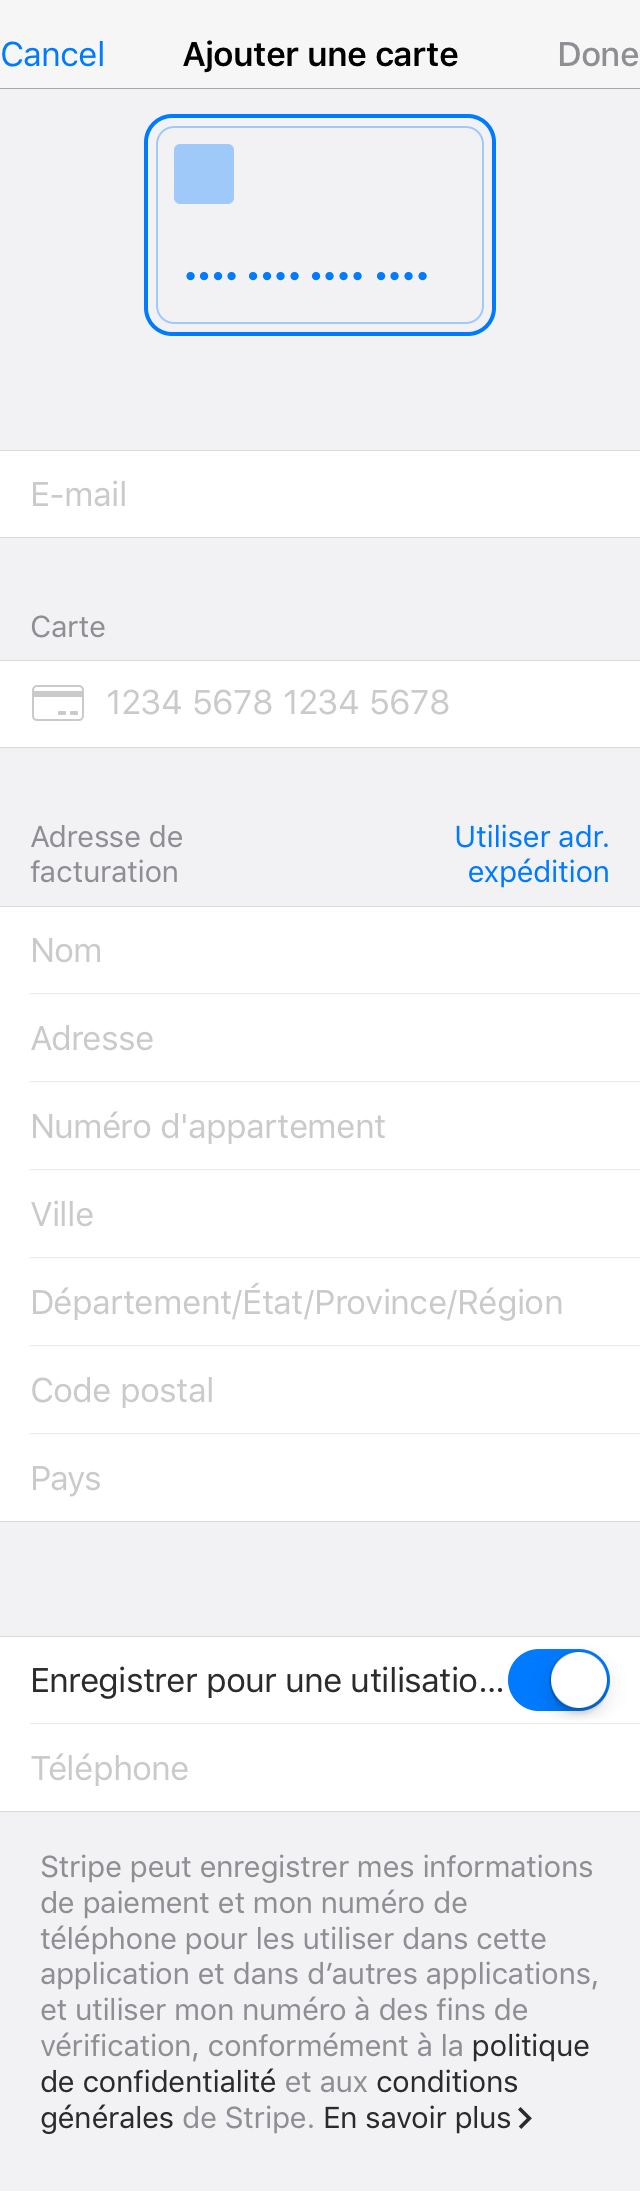 Cancel Ajouter une carte Done
•••• •••• •••• ••••
E-mail
Carte
1234 5678 1234 5678
Adresse de facturation
Utiliser adr. expédition
Nom
Adresse
Numéro d'appartement
Ville
Département/État/Province/Région
Code postal
Pays
Enregistrer pour une utilisatio...
Téléphone
Stripe peut enregistrer mes informations
de paiement et mon numéro de
téléphone pour les utiliser dans cette
application et dans d’autres applications,
et utiliser mon numéro à des fins de
vérification, conformément à la politique
de confidentialité et aux conditions
générales de Stripe. En savoir plus